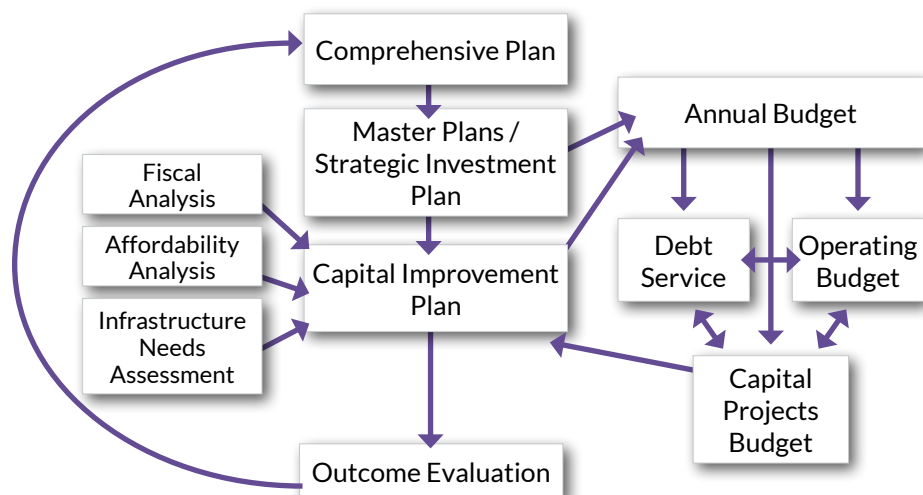 Comprehensive Plan
Master Plans /
Strategic Investment
Plan
Annual Budget
Fiscal
Analysis
Affordability
Analysis
Infrastructure
Needs
Assessment
Capital Improvement
Plan
Debt
Service
Operating
Budget
Capital
Projects
Budget
Outcome Evaluation